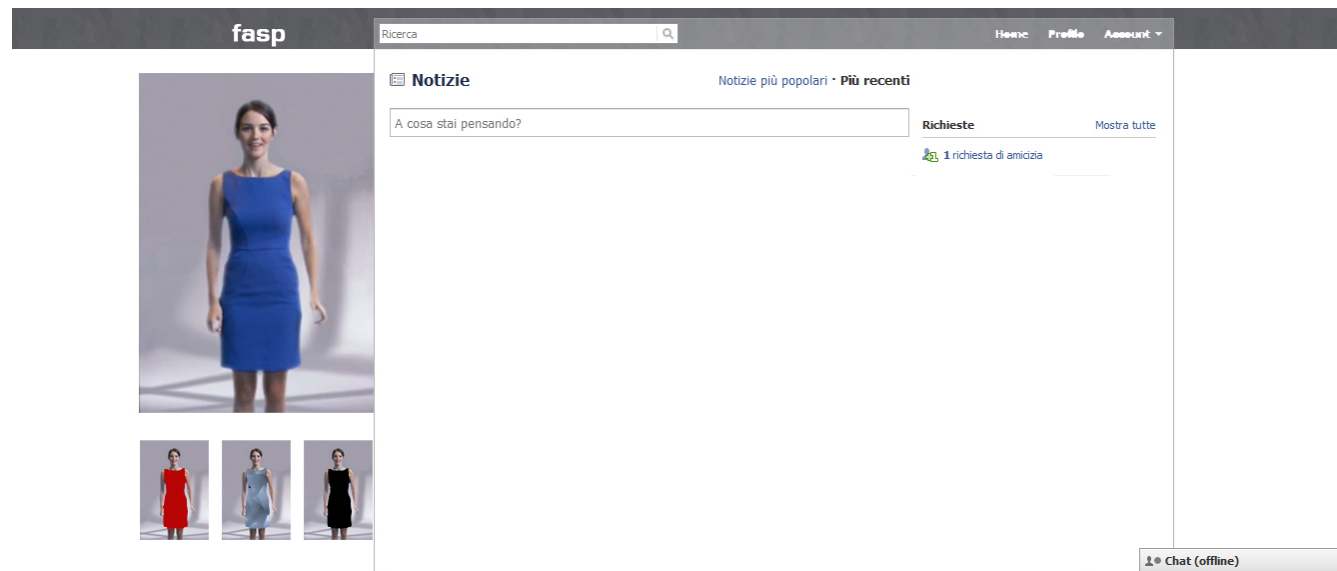 fasp
Ricerca
Home Profilo Account
Notizie
Notizie più popolari · Più recenti
A cosa stai pensando?
Richieste
Mostra tutte
1 richiesta di amicizia
Chat (offline)